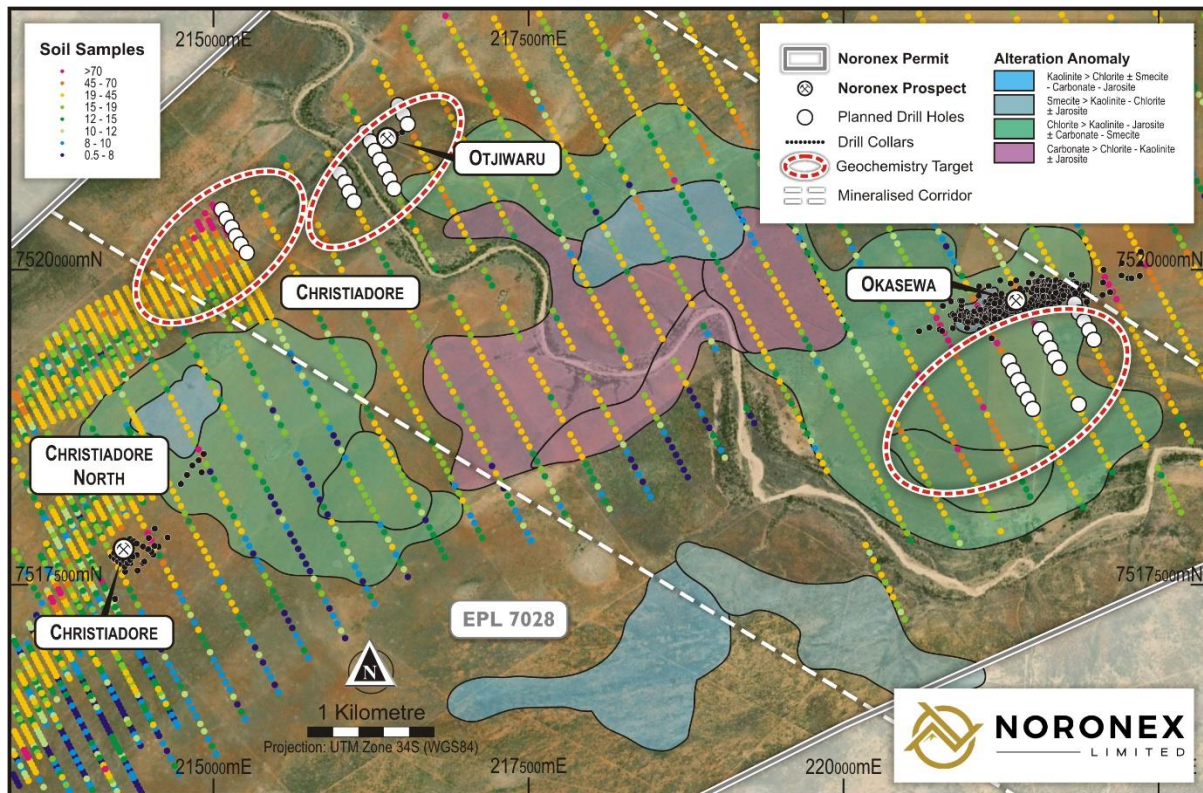 215000mE
217500mE
Soil Samples
>70
45 - 70
19 - 45
15 - 19
12 - 15
10 - 12
8 - 10
0.5 - 8
Noronex Permit
Noronex Prospect
Planned Drill Holes
Drill Collars
Geochemistry Target
Mineralised Corridor
Alteration Anomaly
Kaolinite > Chlorite ± Smecite
- Carbonate - Jarosite
Smecite > Kaolinite - Chlorite
± Jarosite
Chlorite > Kaolinite - Jarosite
± Carbonate - Smecite
Carbonate > Chlorite - Kaolinite
± Jarosite
OTJIWARU
7520000mN
7520000mN
CHRISTIADORE
OKASEWA
CHRISTIADORE
NORTH
7517500mN
7517500mN
CHRISTIADORE
EPL 7028
N
1 Kilometre
Projection: UTM Zone 34S (WGS84)
NORONEX
LIMITED
215000mE
217500mE
220000mE